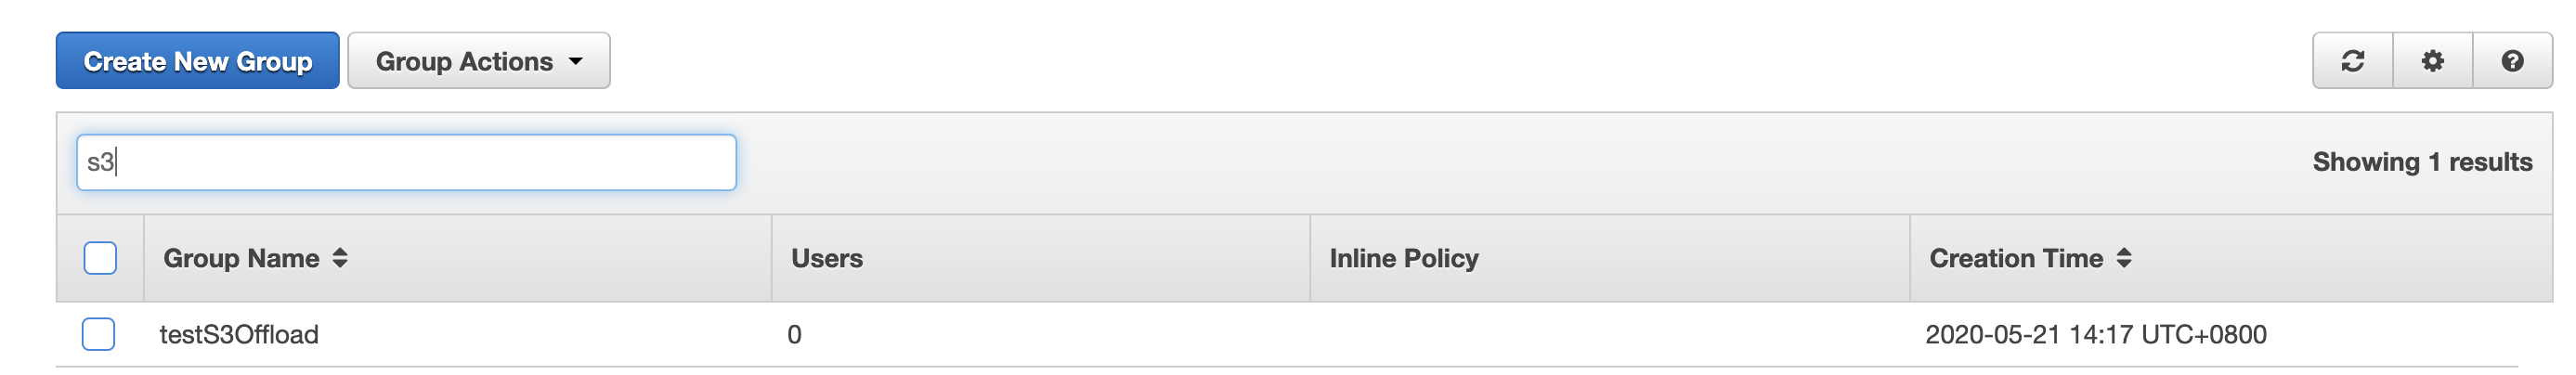 Create New Group Group Actions
s3 Showing 1 results
Group Name Users Inline Policy Creation Time
testS3Offload 0 2020-05-21 14:17 UTC+0800